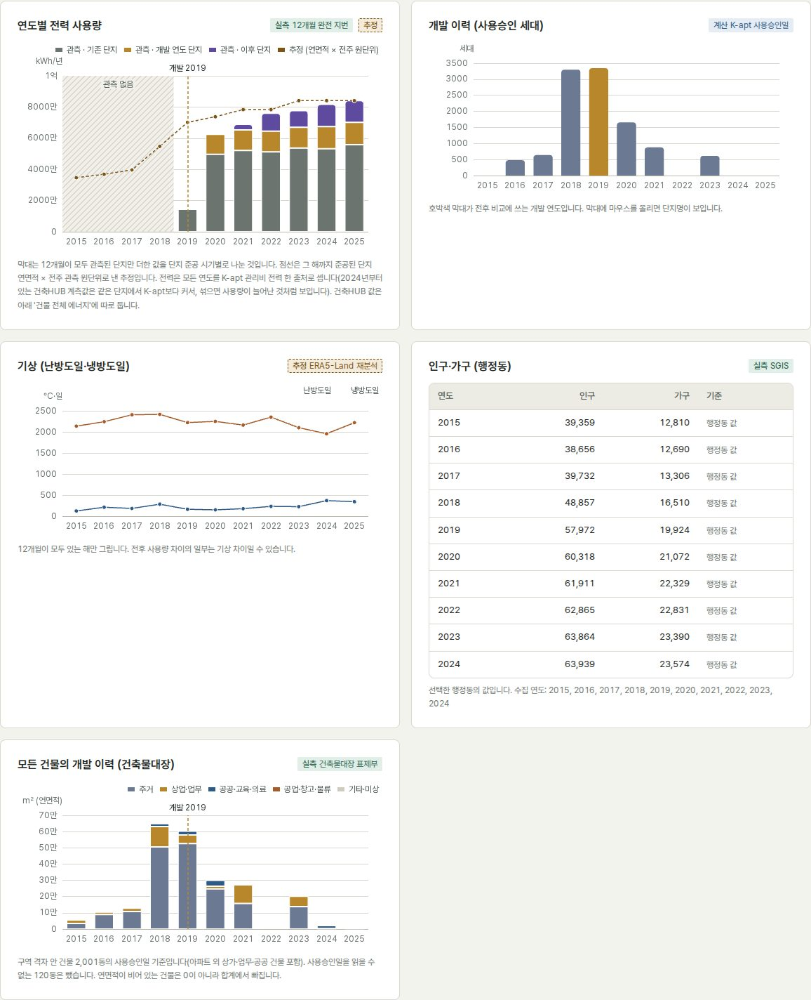 연도별 전력 사용량
실측 12개월 완전 지번
추정
관측 · 기존 단지
관측 · 개발 연도 단지
관측 · 이후 단지
추정 (연면적 × 전주 원단위)
kWh/년
개발 2019
관측 없음
1억
8000만
6000만
4000만
2000만
0
2015 2016 2017 2018 2019 2020 2021 2022 2023 2024 2025
막대는 12개월이 모두 관측된 단지만 더한 값을 단지 준공 시기별로 나눈 것입니다. 점선은 그 해까지 준공된 단지
연면적 × 전주 관측 원단위로 낸 추정입니다. 전력은 모든 연도를 K-apt 관리비 전력 한 출처로 셉니다(2024년부터
있는 건축HUB 계측값은 같은 단지에서 K-apt보다 커서, 섞으면 사용량이 늘어난 것처럼 보입니다). 건축HUB 값은
아래 '건물 전체 에너지'에 따로 둡니다.
개발 이력 (사용승인 세대)
계산 K-apt 사용승인일
세대
3500
3000
2500
2000
1500
1000
500
0
2015 2016 2017 2018 2019 2020 2021 2022 2023 2024 2025
호박색 막대가 전후 비교에 쓰는 개발 연도입니다. 막대에 마우스를 올리면 단지명이 보입니다.
기상 (난방도일·냉방도일)
추정 ERA5-Land 재분석
난방도일
냉방도일
°C·일
2500
2000
1500
1000
500
0
2015 2016 2017 2018 2019 2020 2021 2022 2023 2024 2025
12개월이 모두 있는 해만 그립니다. 전후 사용량 차이의 일부는 기상 차이일 수 있습니다.
인구·가구 (행정동)
실측 SGIS
연도 인구 가구 기준
2015 39,359 12,810 행정동 값
2016 38,656 12,690 행정동 값
2017 39,732 13,306 행정동 값
2018 48,857 16,510 행정동 값
2019 57,972 19,924 행정동 값
2020 60,318 21,072 행정동 값
2021 61,911 22,329 행정동 값
2022 62,865 22,831 행정동 값
2023 63,864 23,390 행정동 값
2024 63,939 23,574 행정동 값
선택한 행정동의 값입니다. 수집 연도: 2015, 2016, 2017, 2018, 2019, 2020, 2021, 2022, 2023,
2024
모든 건물의 개발 이력 (건축물대장)
실측 건축물대장 표제부
주거
상업·업무
공공·교육·의료
공업·창고·물류
기타·미상
m² (연면적)
개발 2019
70만
60만
50만
40만
30만
20만
10만
0
2015 2016 2017 2018 2019 2020 2021 2022 2023 2024 2025
구역 격자 안 건물 2,001동의 사용승인일 기준입니다(아파트 외 상가·업무·공공 건물 포함). 사용승인일을 읽을 수
없는 120동은 뺐습니다. 연면적이 비어 있는 건물은 0이 아니라 합계에서 빠집니다.